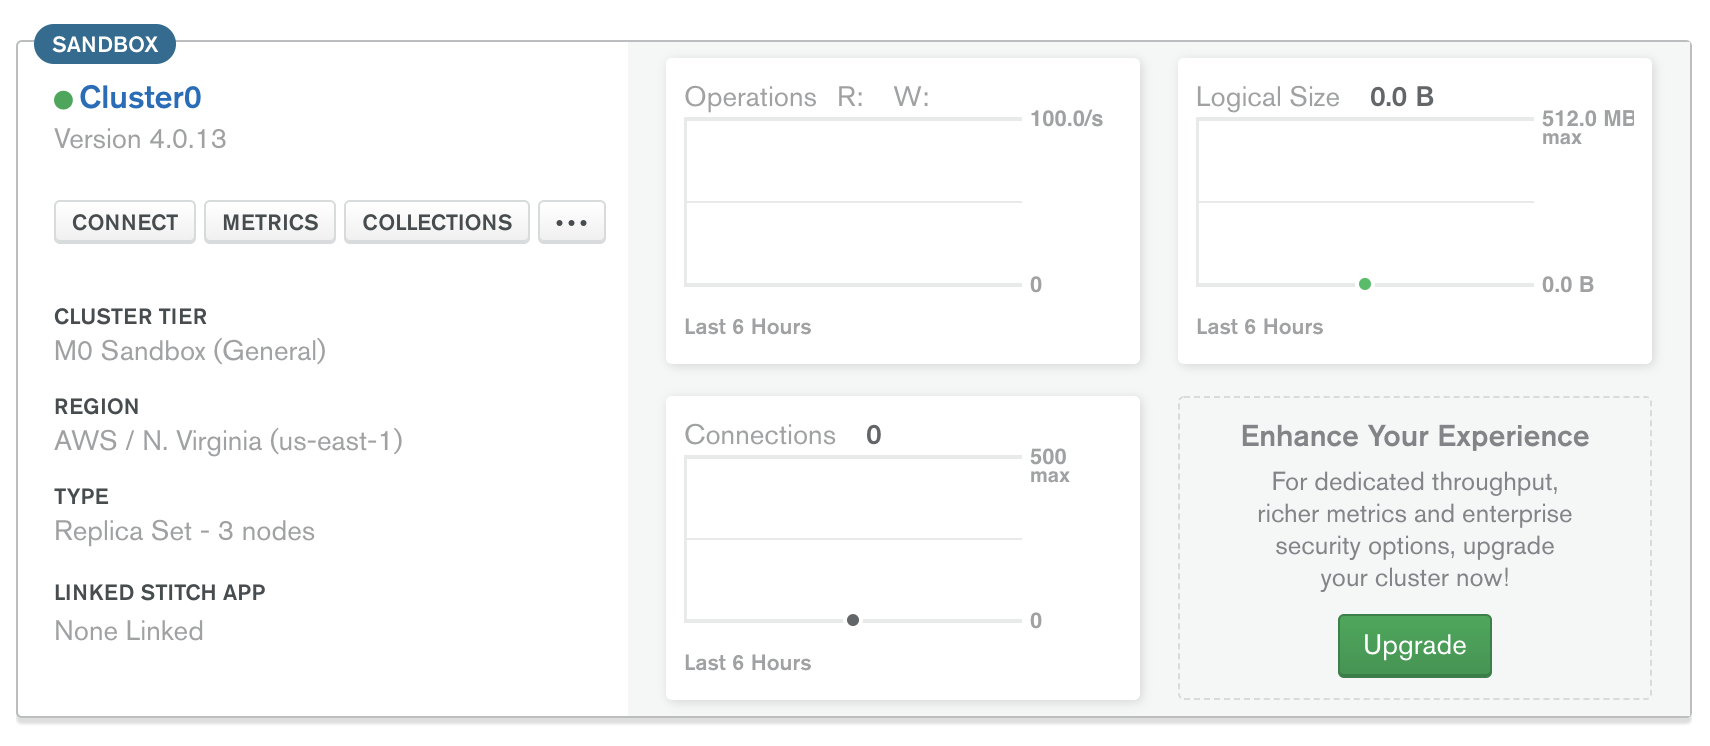 SANDBOX
Cluster0
Version 4.0.13
CONNECT
METRICS
COLLECTIONS
...
CLUSTER TIER
M0 Sandbox (General)
REGION
AWS / N. Virginia (us-east-1)
TYPE
Replica Set - 3 nodes
LINKED STITCH APP
None Linked
Operations R: W:
100.0/s
0
Last 6 Hours
Logical Size 0.0 B
512.0 MB
max
0.0 B
Last 6 Hours
Connections 0
500
max
0
Last 6 Hours
Enhance Your Experience
For dedicated throughput,
richer metrics and enterprise
security options, upgrade
your cluster now!
Upgrade